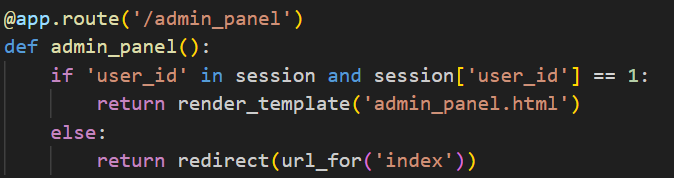 @app.route('/admin_panel')
def admin_panel():
    if 'user_id' in session and session['user_id'] == 1:
        return render_template('admin_panel.html')
    else:
        return redirect(url_for('index'))